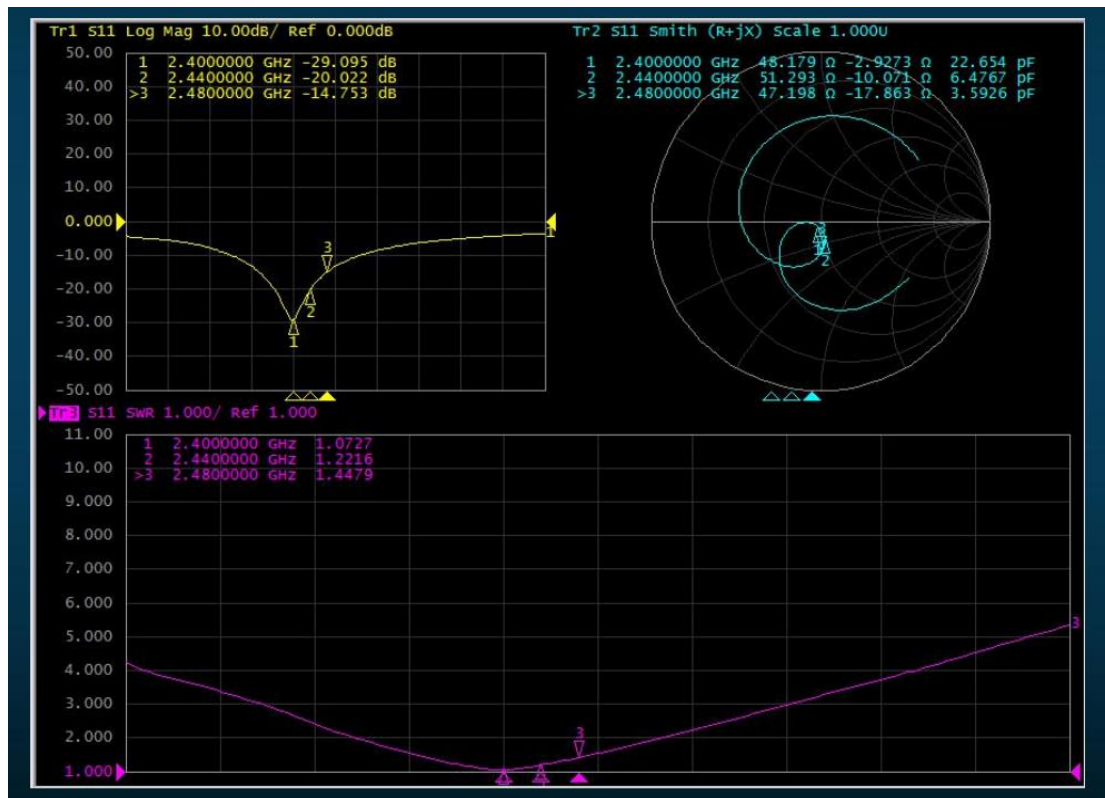 Tr1 S11 Log Mag 10.00dB/ Ref 0.000dB
50.00
1 2.4000000 GHz -29.095 dB
2 2.4400000 GHz -20.022 dB
>3 2.4800000 GHz -14.753 dB
40.00
30.00
20.00
10.00
0.000
-10.00
-20.00
-30.00
-40.00
-50.00
1
2
3
1
Tr2 S11 Smith (R+jX) Scale 1.000U
1 2.4000000 GHz 48.179 Ω -2.9273 Ω 22.654 pF
2 2.4400000 GHz 51.293 Ω -10.071 Ω 6.4767 pF
>3 2.4800000 GHz 47.198 Ω -17.863 Ω 3.5926 pF
2
Tr3 S11 SWR 1.000/ Ref 1.000
11.00
1 2.4000000 GHz 1.0727
2 2.4400000 GHz 1.2216
>3 2.4800000 GHz 1.4479
10.00
9.000
8.000
7.000
6.000
5.000
4.000
3.000
2.000
1.000
3
3